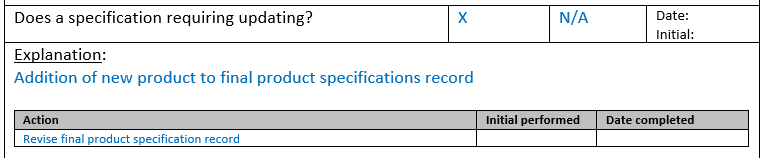 Does a specification requiring updating? X N/A Date:
Initial:
Explanation:
Addition of new product to final product specifications record
Action Initial performed Date completed
Revise final product specification record